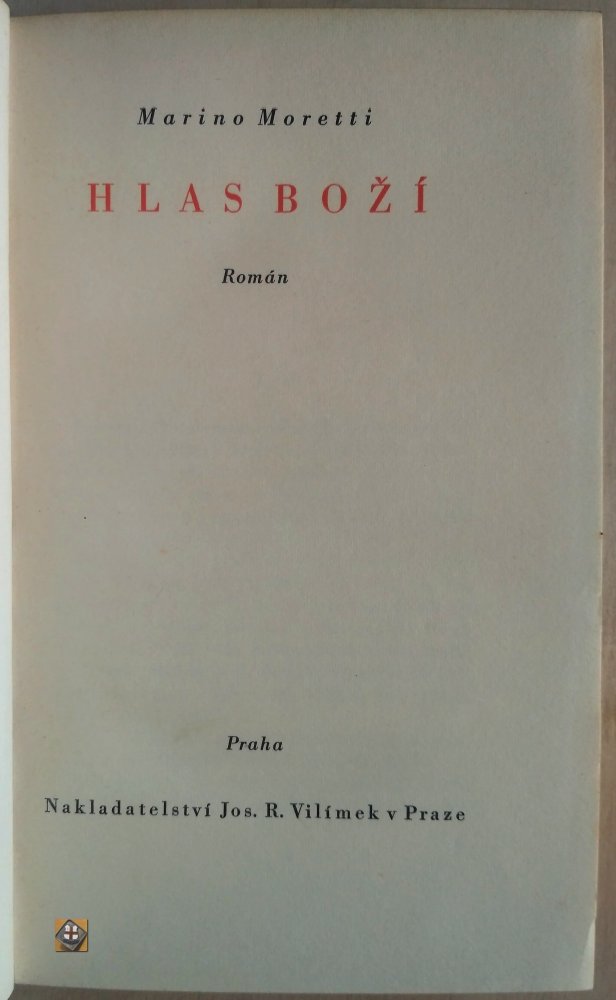 Marino Moretti
HLAS BOŽÍ
Román
Praha
Nakladatelství Jos. R. Vilímek v Praze